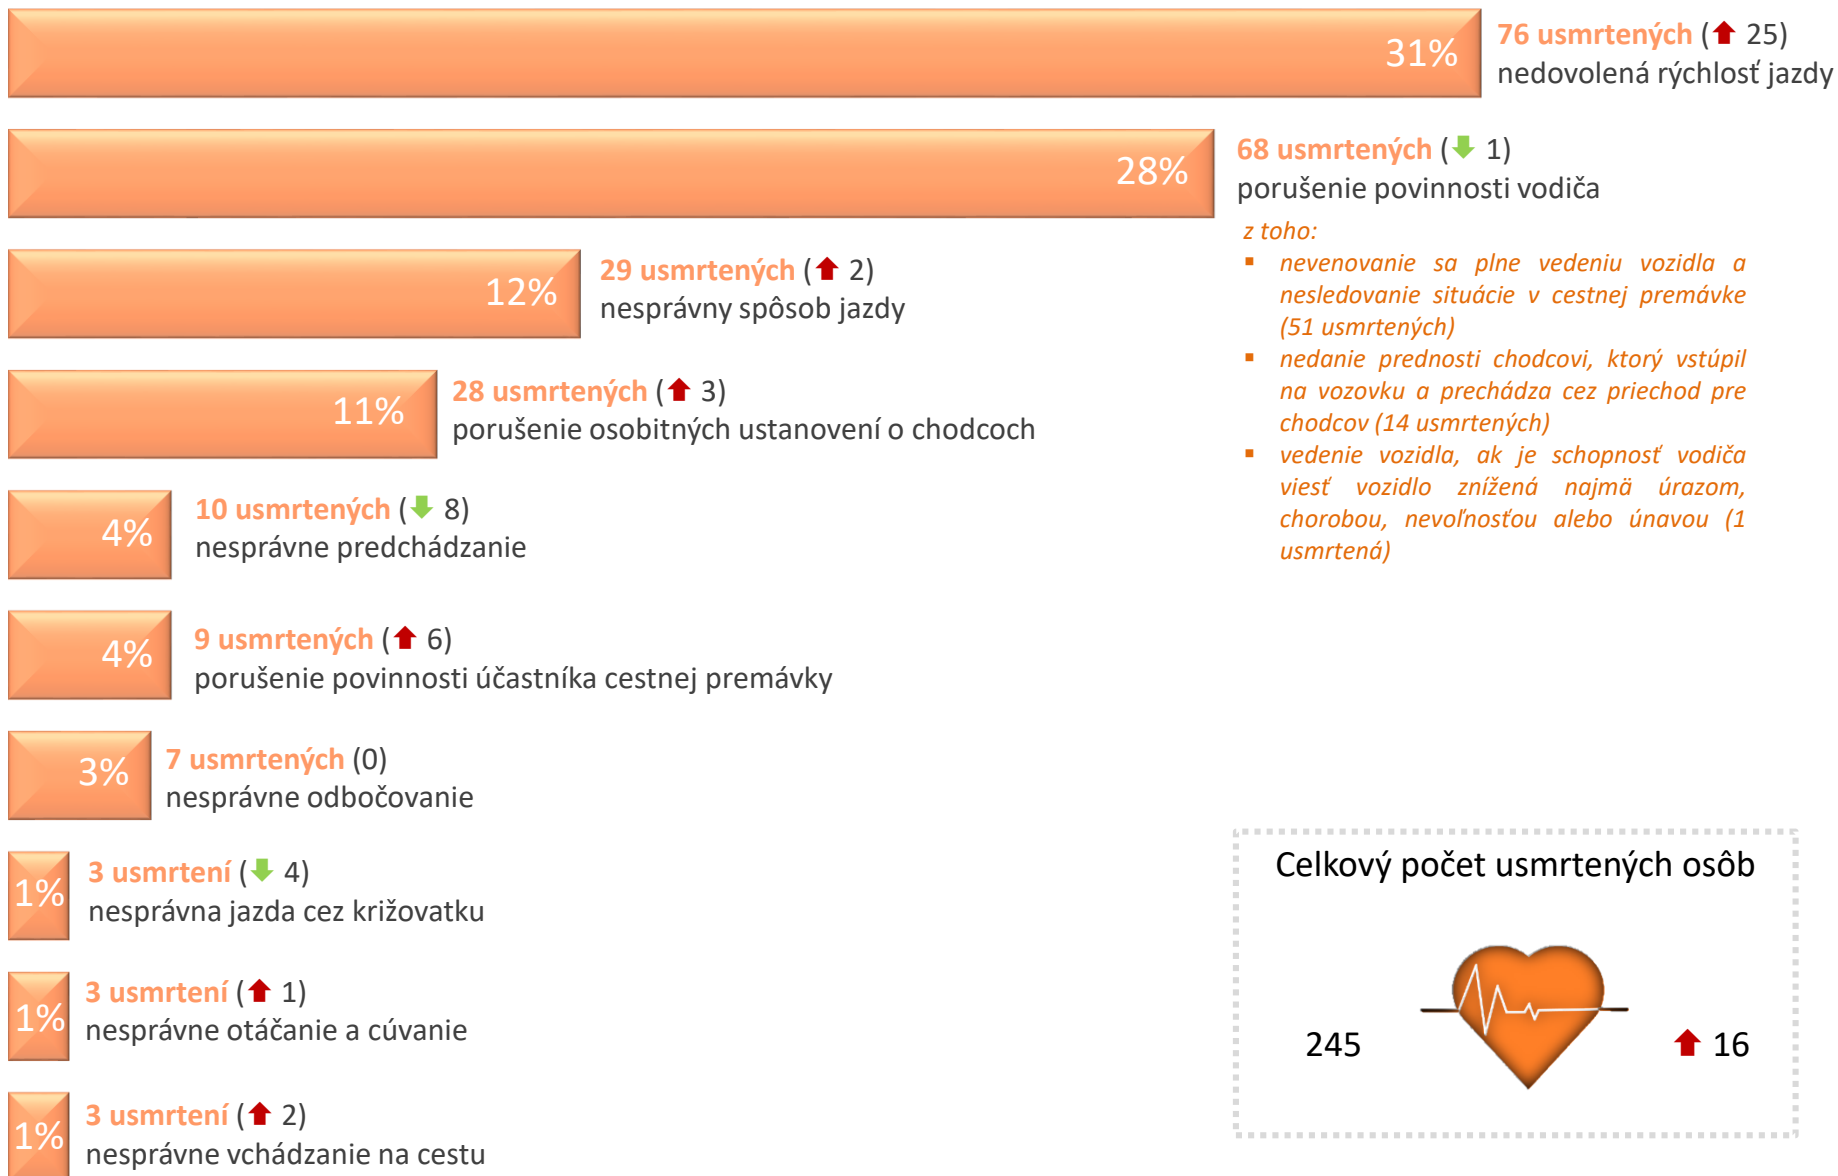 31%
76 usmrtených (⬆ 25)
nedovolená rýchlosť jazdy
28%
68 usmrtených (⬇ 1)
porušenie povinnosti vodiča
z toho:
▪ nevenovanie sa plne vedeniu vozidla a
nesledovanie situácie v cestnej premávke
(51 usmrtených)
▪ nedanie prednosti chodcovi, ktorý vstúpil
na vozovku a prechádza cez priechod pre
chodcov (14 usmrtených)
▪ vedenie vozidla, ak je schopnosť vodiča
viesť vozidlo znížená najmä úrazom,
chorobou, nevoľnosťou alebo únavou (1
usmrtená)
12%
29 usmrtených (⬆ 2)
nesprávny spôsob jazdy
11%
28 usmrtených (⬆ 3)
porušenie osobitných ustanovení o chodcoch
4%
10 usmrtených (⬇ 8)
nesprávne predchádzanie
4%
9 usmrtených (⬆ 6)
porušenie povinnosti účastníka cestnej premávky
3%
7 usmrtených (0)
nesprávne odbočovanie
1%
3 usmrtení (⬇ 4)
nesprávna jazda cez križovatku
1%
3 usmrtení (⬆ 1)
nesprávne otáčanie a cúvanie
1%
3 usmrtení (⬆ 2)
nesprávne vchádzanie na cestu
Celkový počet usmrtených osôb
245
⬆ 16